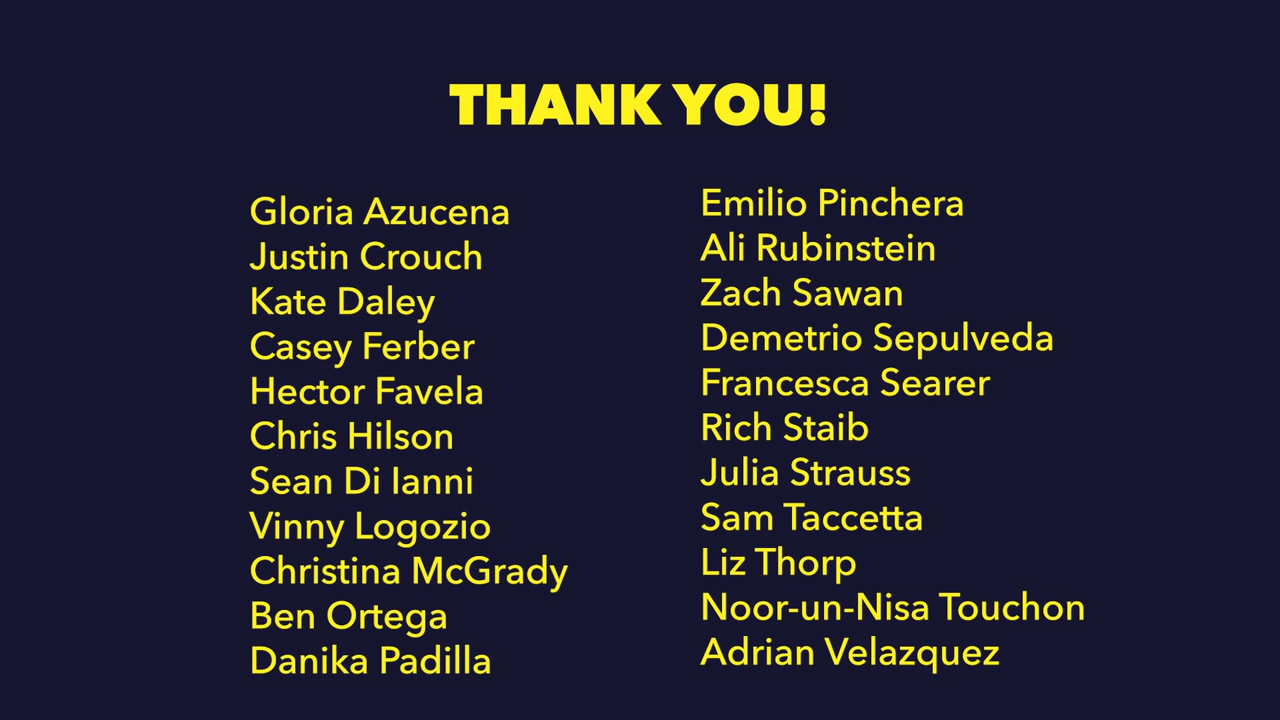 THANK YOU!
Gloria Azucena
Justin Crouch
Kate Daley
Casey Ferber
Hector Favela
Chris Hilson
Sean Di Ianni
Vinny Logozio
Christina McGrady
Ben Ortega
Danika Padilla
Emilio Pinchera
Ali Rubinstein
Zach Sawan
Demetrio Sepulveda
Francesca Searer
Rich Staib
Julia Strauss
Sam Taccetta
Liz Thorp
Noor-un-Nisa Touchon
Adrian Velazquez